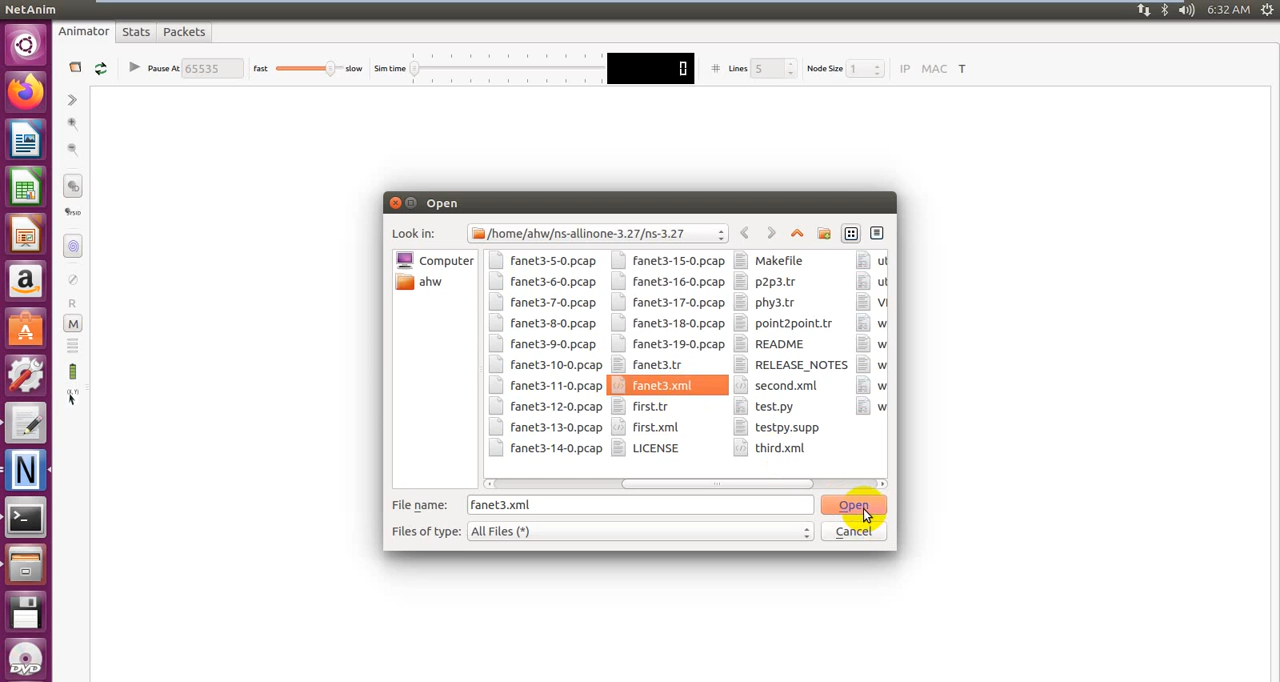 NetAnim
6:32 AM
Animator Stats Packets
Pause At 65535 fast slow Sim time 0 Lines 5 Node Size 1 IP MAC T
SYSID
R
M
Open
Look in: /home/ahw/ns-allinone-3.27/ns-3.27
Computer
ahw
fanet3-5-0.pcap fanet3-15-0.pcap Makefile ut
fanet3-6-0.pcap fanet3-16-0.pcap p2p3.tr ut
fanet3-7-0.pcap fanet3-17-0.pcap phy3.tr VE
fanet3-8-0.pcap fanet3-18-0.pcap point2point.tr w
fanet3-9-0.pcap fanet3-19-0.pcap README w
fanet3-10-0.pcap fanet3.tr RELEASE_NOTES w
fanet3-11-0.pcap fanet3.xml second.xml w
fanet3-12-0.pcap first.tr test.py w
fanet3-13-0.pcap first.xml testpy.supp
fanet3-14-0.pcap LICENSE third.xml
File name: fanet3.xml Open
Files of type: All Files (*) Cancel
DVD